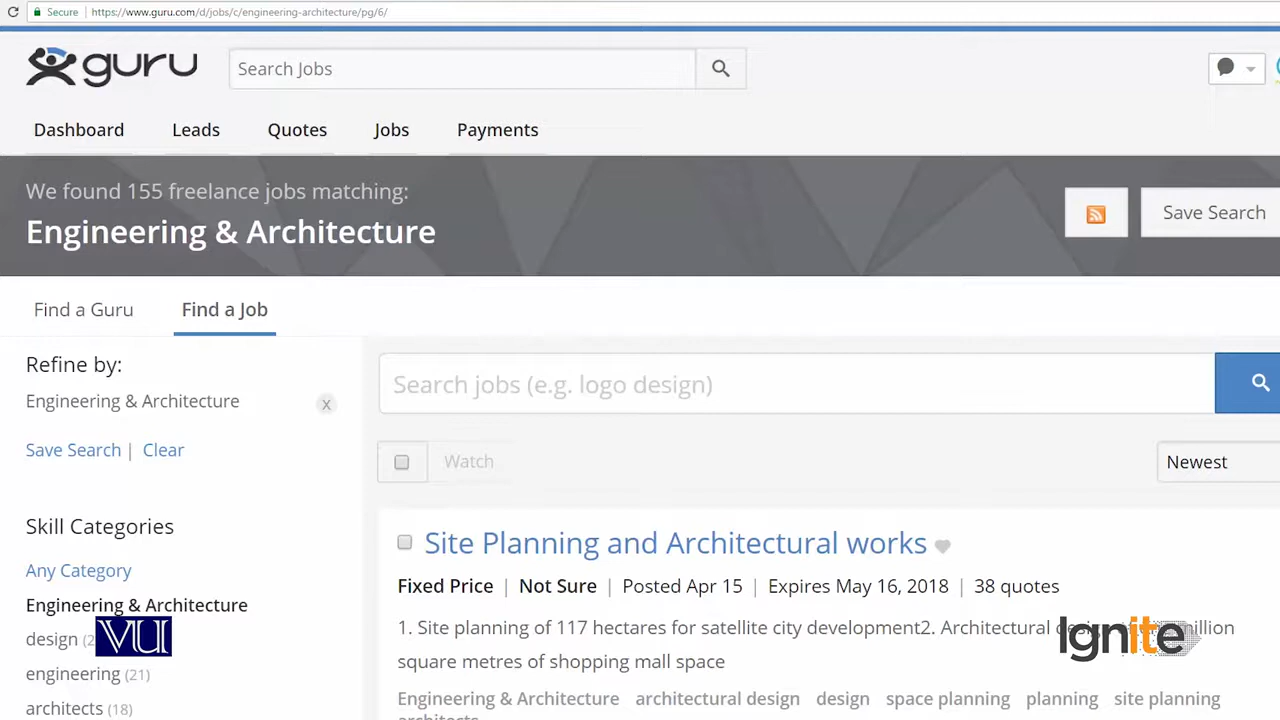 Secure | https://www.guru.com/d/jobs/c/engineering-architecture/pg/6/
guru
Search Jobs
Dashboard Leads Quotes Jobs Payments
We found 155 freelance jobs matching:
Engineering & Architecture
Save Search
Find a Guru Find a Job
Refine by:
Engineering & Architecture x
Save Search | Clear
Search jobs (e.g. logo design)
Watch
Newest
Skill Categories
Any Category
Engineering & Architecture
design
engineering (21)
architects (18)
Site Planning and Architectural works
Fixed Price | Not Sure | Posted Apr 15 | Expires May 16, 2018 | 38 quotes
1. Site planning of 117 hectares for satellite city development2. Architectural
square metres of shopping mall space
Engineering & Architecture architectural design design space planning planning site planning
VU
Ignite